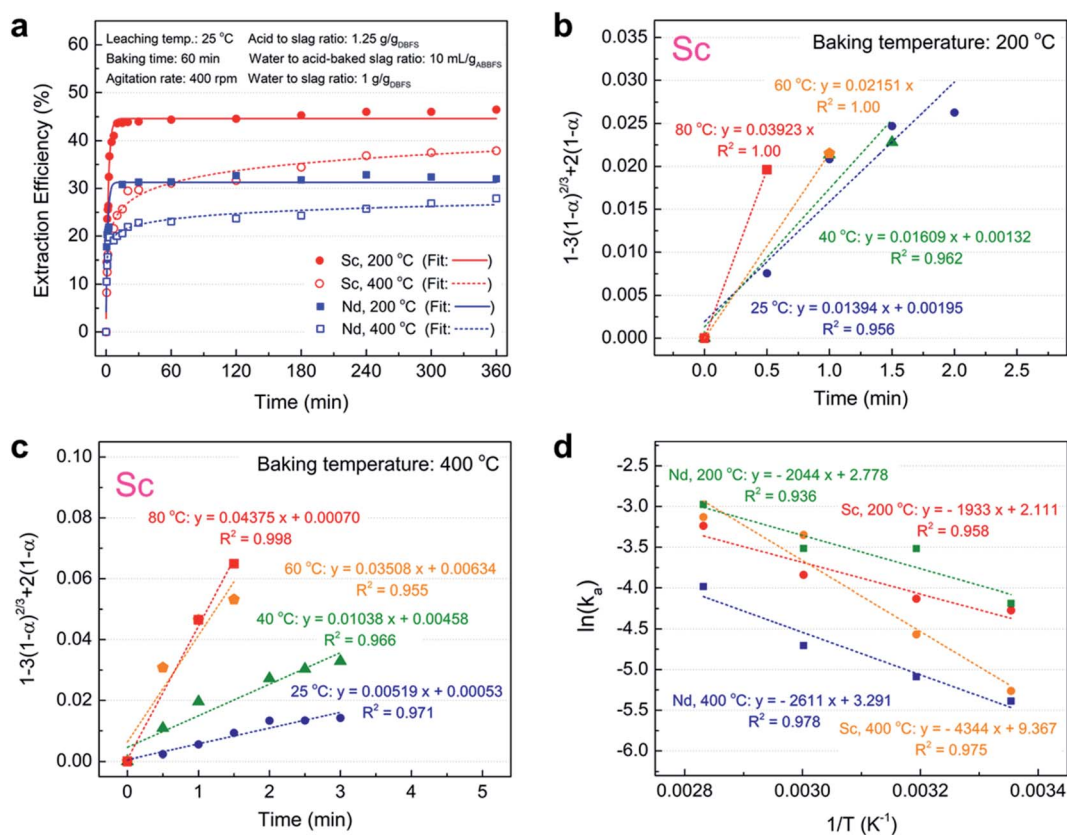 a
Leaching temp.: 25 °C Acid to slag ratio: 1.25 g/g_DBFS
Baking time: 60 min Water to acid-baked slag ratio: 10 mL/g_ABBFS
Agitation rate: 400 rpm Water to slag ratio: 1 g/g_DBFS
Extraction Efficiency (%)
60
50
40
30
20
10
0
Sc, 200 °C (Fit: )
Sc, 400 °C (Fit: )
Nd, 200 °C (Fit: )
Nd, 400 °C (Fit: )
0 60 120 180 240 300 360
Time (min)
b
Sc
Baking temperature: 200 °C
1-3(1-α)^2/3+2(1-α)
0.035
0.030
0.025
0.020
0.015
0.010
0.005
0.000
60 °C: y = 0.02151 x
R² = 1.00
80 °C: y = 0.03923 x
R² = 1.00
40 °C: y = 0.01609 x + 0.00132
R² = 0.962
25 °C: y = 0.01394 x + 0.00195
R² = 0.956
0.0 0.5 1.0 1.5 2.0 2.5
Time (min)
c
Sc
Baking temperature: 400 °C
1-3(1-α)^2/3+2(1-α)
0.10
0.08
0.06
0.04
0.02
0.00
80 °C: y = 0.04375 x + 0.00070
R² = 0.998
60 °C: y = 0.03508 x + 0.00634
R² = 0.955
40 °C: y = 0.01038 x + 0.00458
R² = 0.966
25 °C: y = 0.00519 x + 0.00053
R² = 0.971
0 1 2 3 4 5
Time (min)
d
ln(k_a)
-2.5
-3.0
-3.5
-4.0
-4.5
-5.0
-5.5
-6.0
Nd, 200 °C: y = - 2044 x + 2.778
R² = 0.936
Sc, 200 °C: y = - 1933 x + 2.111
R² = 0.958
Nd, 400 °C: y = - 2611 x + 3.291
R² = 0.978
Sc, 400 °C: y = - 4344 x + 9.367
R² = 0.975
0.0028 0.0030 0.0032 0.0034
1/T (K⁻¹)